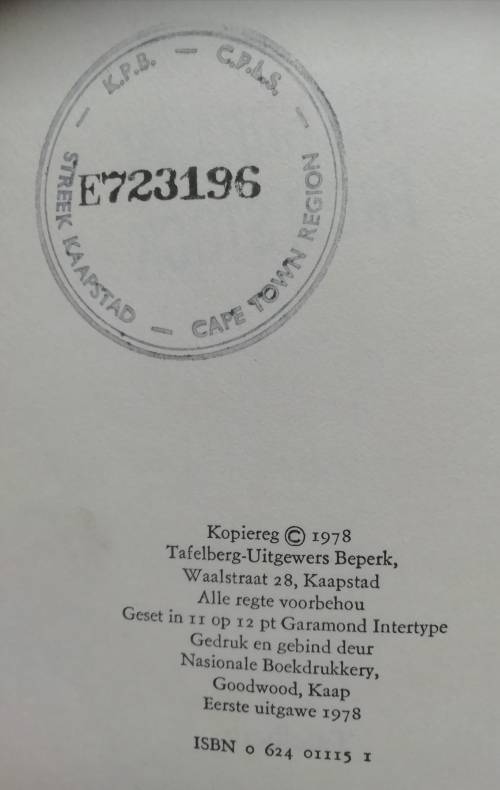 — K.P.B. — C.P.L.S. —
E723196
STREEK KAAPSTAD — CAPE TOWN REGION
Kopiereg © 1978
Tafelberg-Uitgewers Beperk,
Waalstraat 28, Kaapstad
Alle regte voorbehou
Geset in 11 op 12 pt Garamond Intertype
Gedruk en gebind deur
Nasionale Boekdrukkery,
Goodwood, Kaap
Eerste uitgawe 1978
ISBN 0 624 01115 1